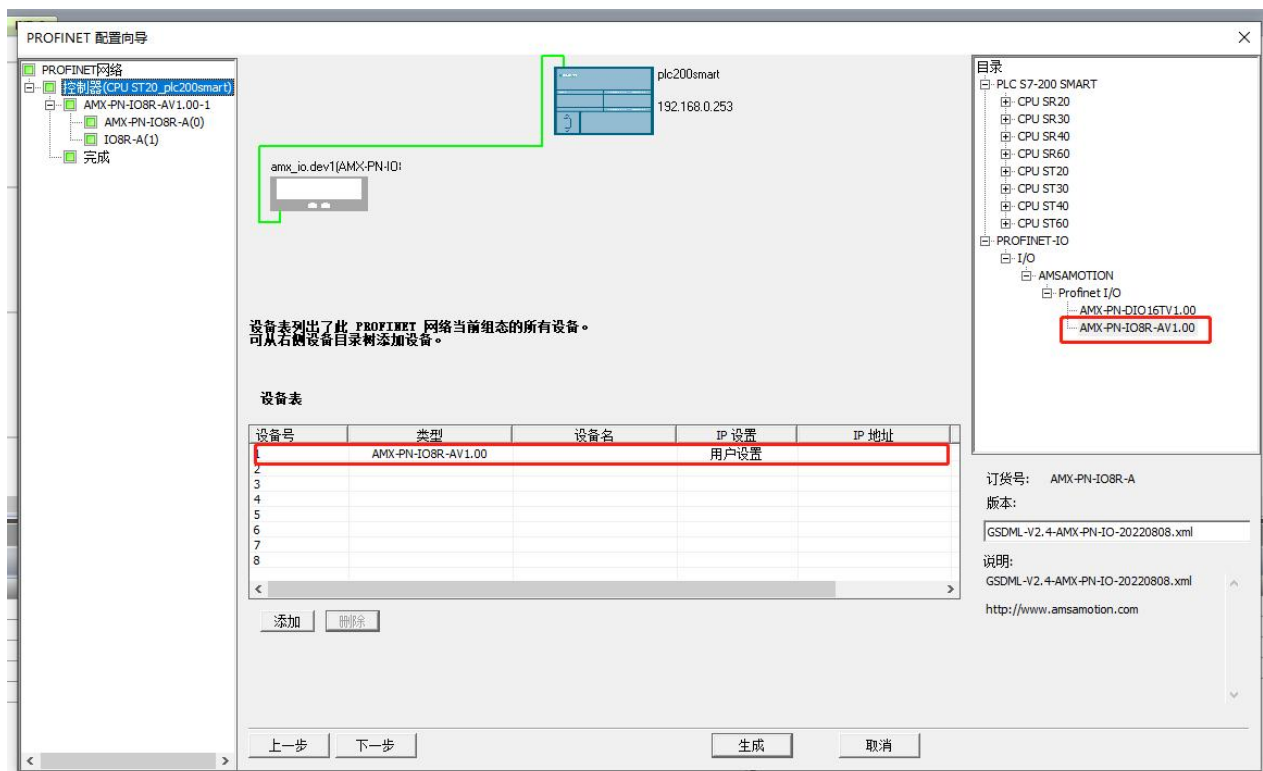 PROFINET 配置向导
PROFINET网络
控制器(CPU ST20_plc200smart)
AMX-PN-IO8R-AV1.00-1
AMX-PN-IO8R-A(0)
IO8R-A(1)
完成
plc200smart
192.168.0.253
amx_io.dev1(AMX-PN-IO
设备表列出了此 PROFINET 网络当前组态的所有设备。
可从右侧设备目录树添加设备。
设备表
设备号 类型 设备名 IP 设置 IP 地址
1 AMX-PN-IO8R-AV1.00 用户设置
2
3
4
5
6
7
8
添加 删除
上一步 下一步 生成 取消
目录
PLC S7-200 SMART
CPU SR20
CPU SR30
CPU SR40
CPU SR60
CPU ST20
CPU ST30
CPU ST40
CPU ST60
PROFINET-IO
I/O
AMSAMOTION
Profinet I/O
AMX-PN-DIO16TV1.00
AMX-PN-IO8R-AV1.00
订货号: AMX-PN-IO8R-A
版本:
GSDML-V2.4-AMX-PN-IO-20220808.xml
说明:
GSDML-V2.4-AMX-PN-IO-20220808.xml
http://www.amsamotion.com